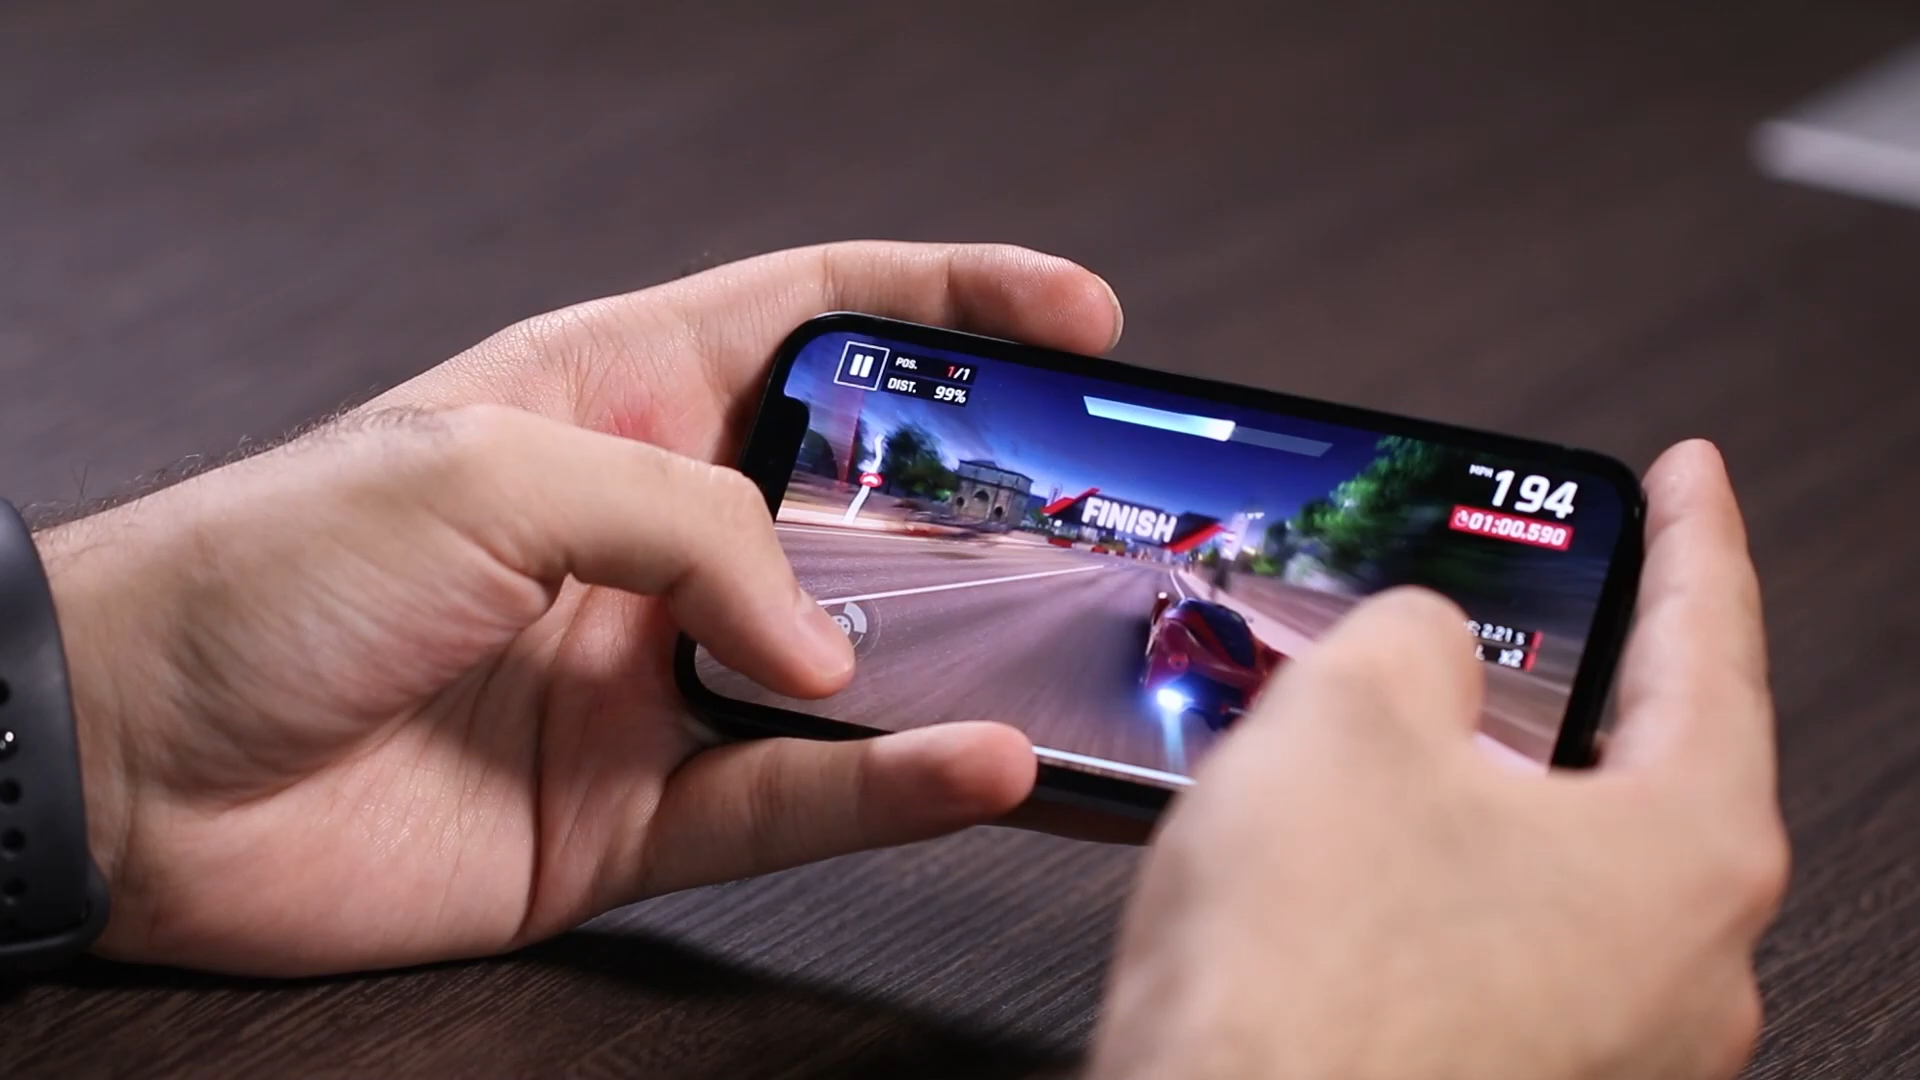 POS. 1/1
DIST. 99%
MPH 194
01:00.590
FINISH
2.21 s
x2